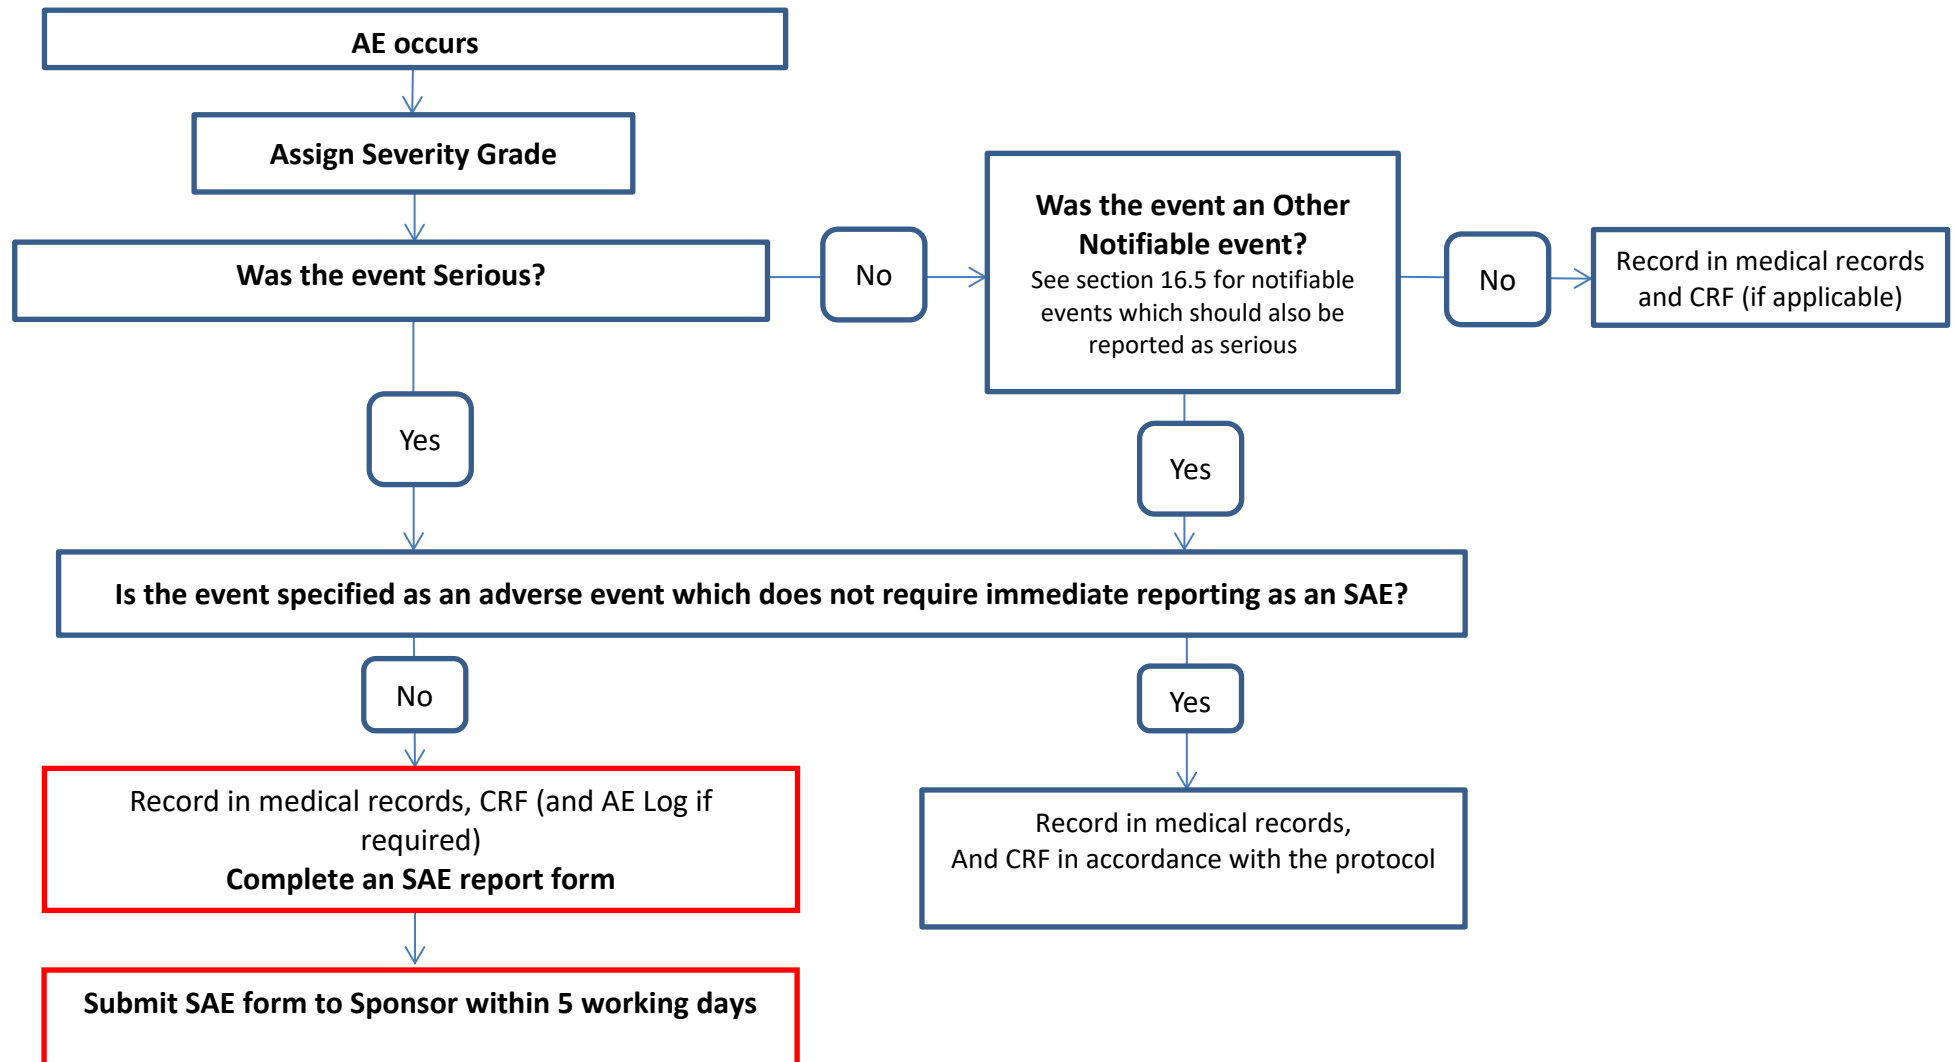 AE occurs
Assign Severity Grade
Was the event Serious?
No
Was the event an Other
Notifiable event?
See section 16.5 for notifiable
events which should also be
reported as serious
No
Record in medical records
and CRF (if applicable)
Yes
Yes
Is the event specified as an adverse event which does not require immediate reporting as an SAE?
No
Yes
Record in medical records, CRF (and AE Log if
required)
Complete an SAE report form
Record in medical records,
And CRF in accordance with the protocol
Submit SAE form to Sponsor within 5 working days